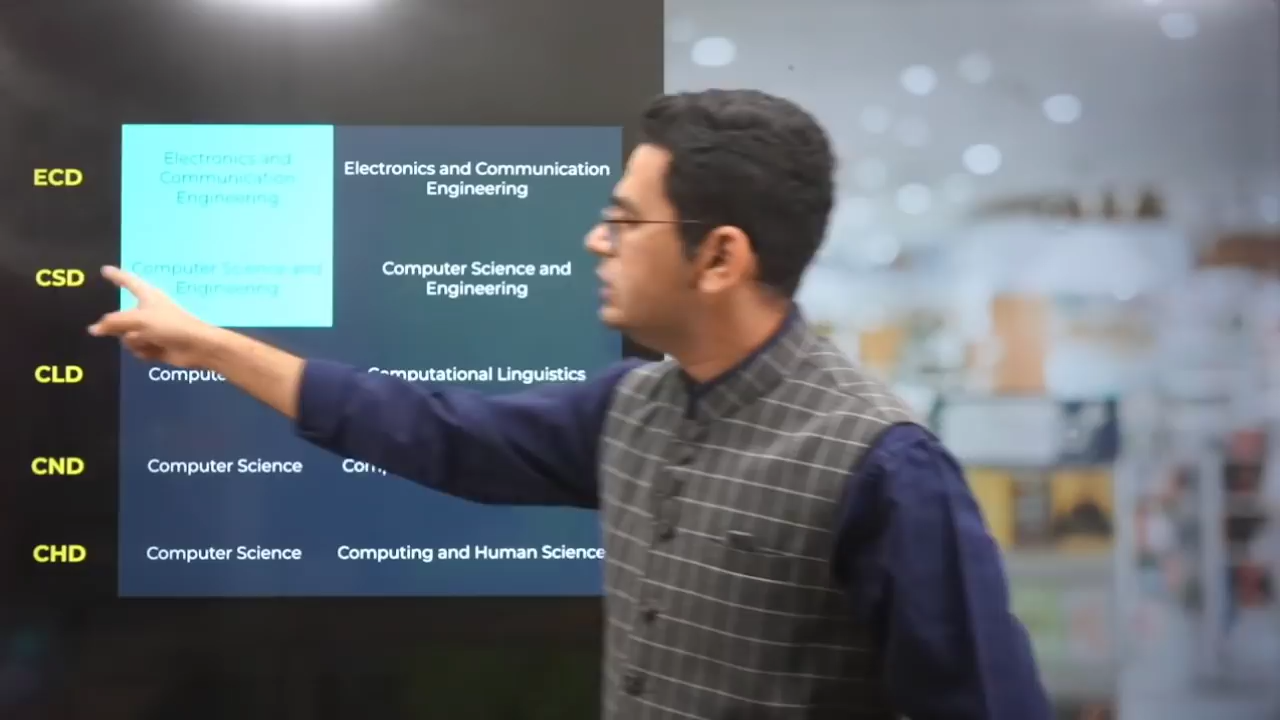 ECD
Electronics and
Communication
Engineering
Electronics and Communication
Engineering
CSD
Computer Science and
Engineering
Computer Science and
Engineering
CLD
Computational Linguistics
CND
Computer Science
CHD
Computer Science
Computing and Human Science